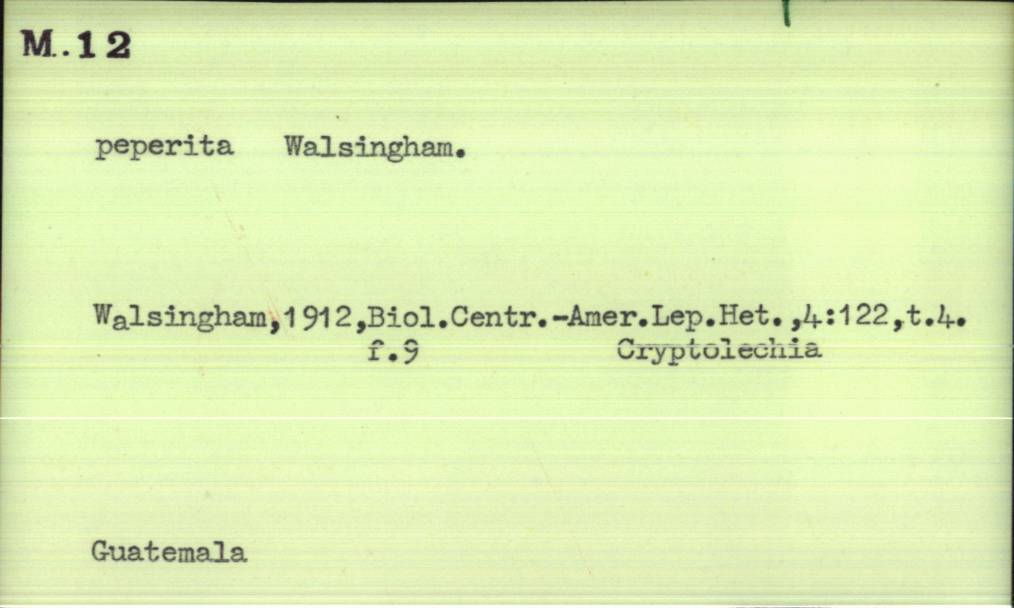 M.12
peperita Walsingham.
Walsingham,1912,Biol.Centr.-Amer.Lep.Het.,4:122,t.4.
f.9 Cryptolechia
Guatemala